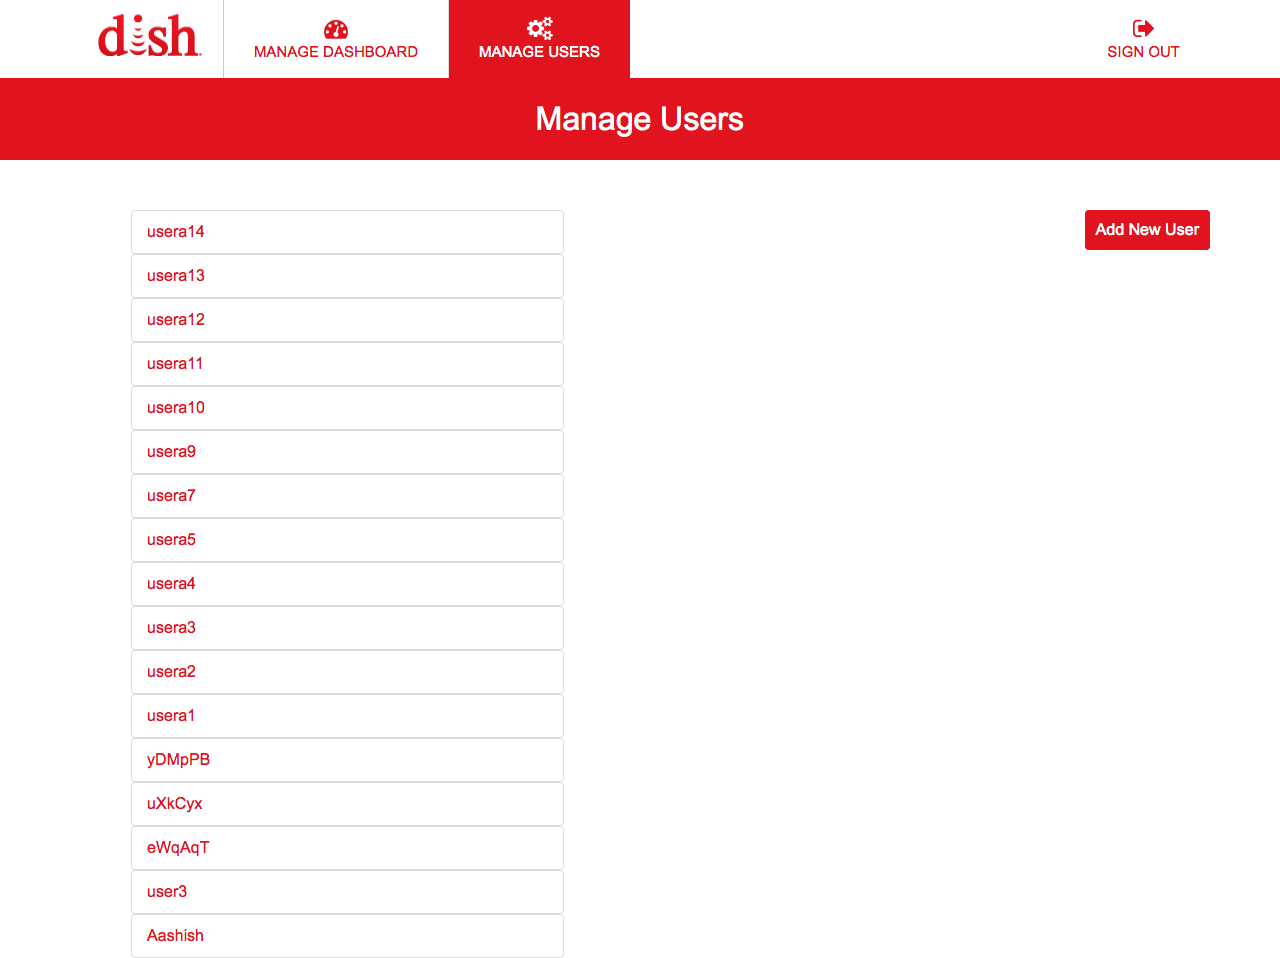 dish
MANAGE DASHBOARD
MANAGE USERS
SIGN OUT
Manage Users
Add New User
usera14
usera13
usera12
usera11
usera10
usera9
usera7
usera5
usera4
usera3
usera2
usera1
yDMpPB
uXkCyx
eWqAqT
user3
Aashish